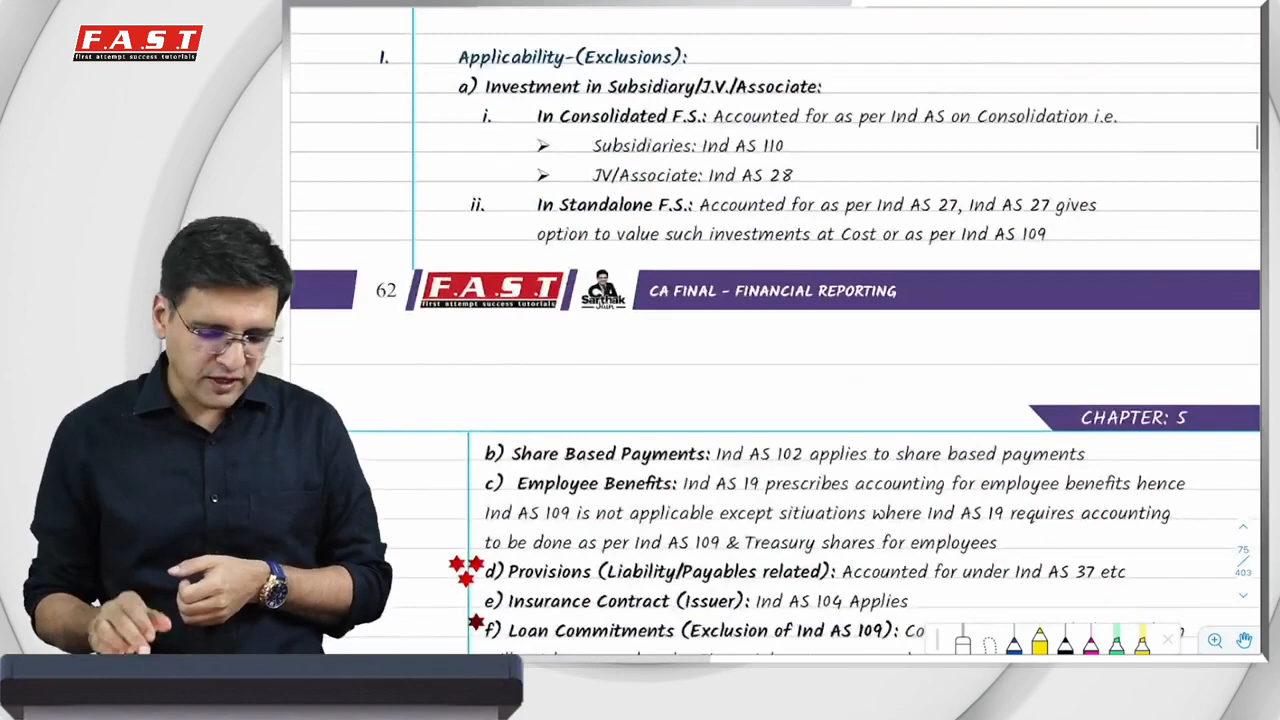 F.A.S.T
first attempt success tutorials
1. Applicability-(Exclusions):
a) Investment in Subsidiary/J.V./Associate:
i. In Consolidated F.S.: Accounted for as per Ind AS on Consolidation i.e.
➤ Subsidiaries: Ind AS 110
➤ JV/Associate: Ind AS 28
ii. In Standalone F.S.: Accounted for as per Ind AS 27, Ind AS 27 gives
option to value such investments at Cost or as per Ind AS 109
62
F.A.S.T
first attempt success tutorials
CA
Sarthak
Jain
CA FINAL - FINANCIAL REPORTING
CHAPTER: 5
b) Share Based Payments: Ind AS 102 applies to share based payments
c) Employee Benefits: Ind AS 19 prescribes accounting for employee benefits hence
Ind AS 109 is not applicable except sitiuations where Ind AS 19 requires accounting
to be done as per Ind AS 109 & Treasury shares for employees
d) Provisions (Liability/Payables related): Accounted for under Ind AS 37 etc
e) Insurance Contract (Issuer): Ind AS 104 Applies
f) Loan Commitments (Exclusion of Ind AS 109): Co
75
403